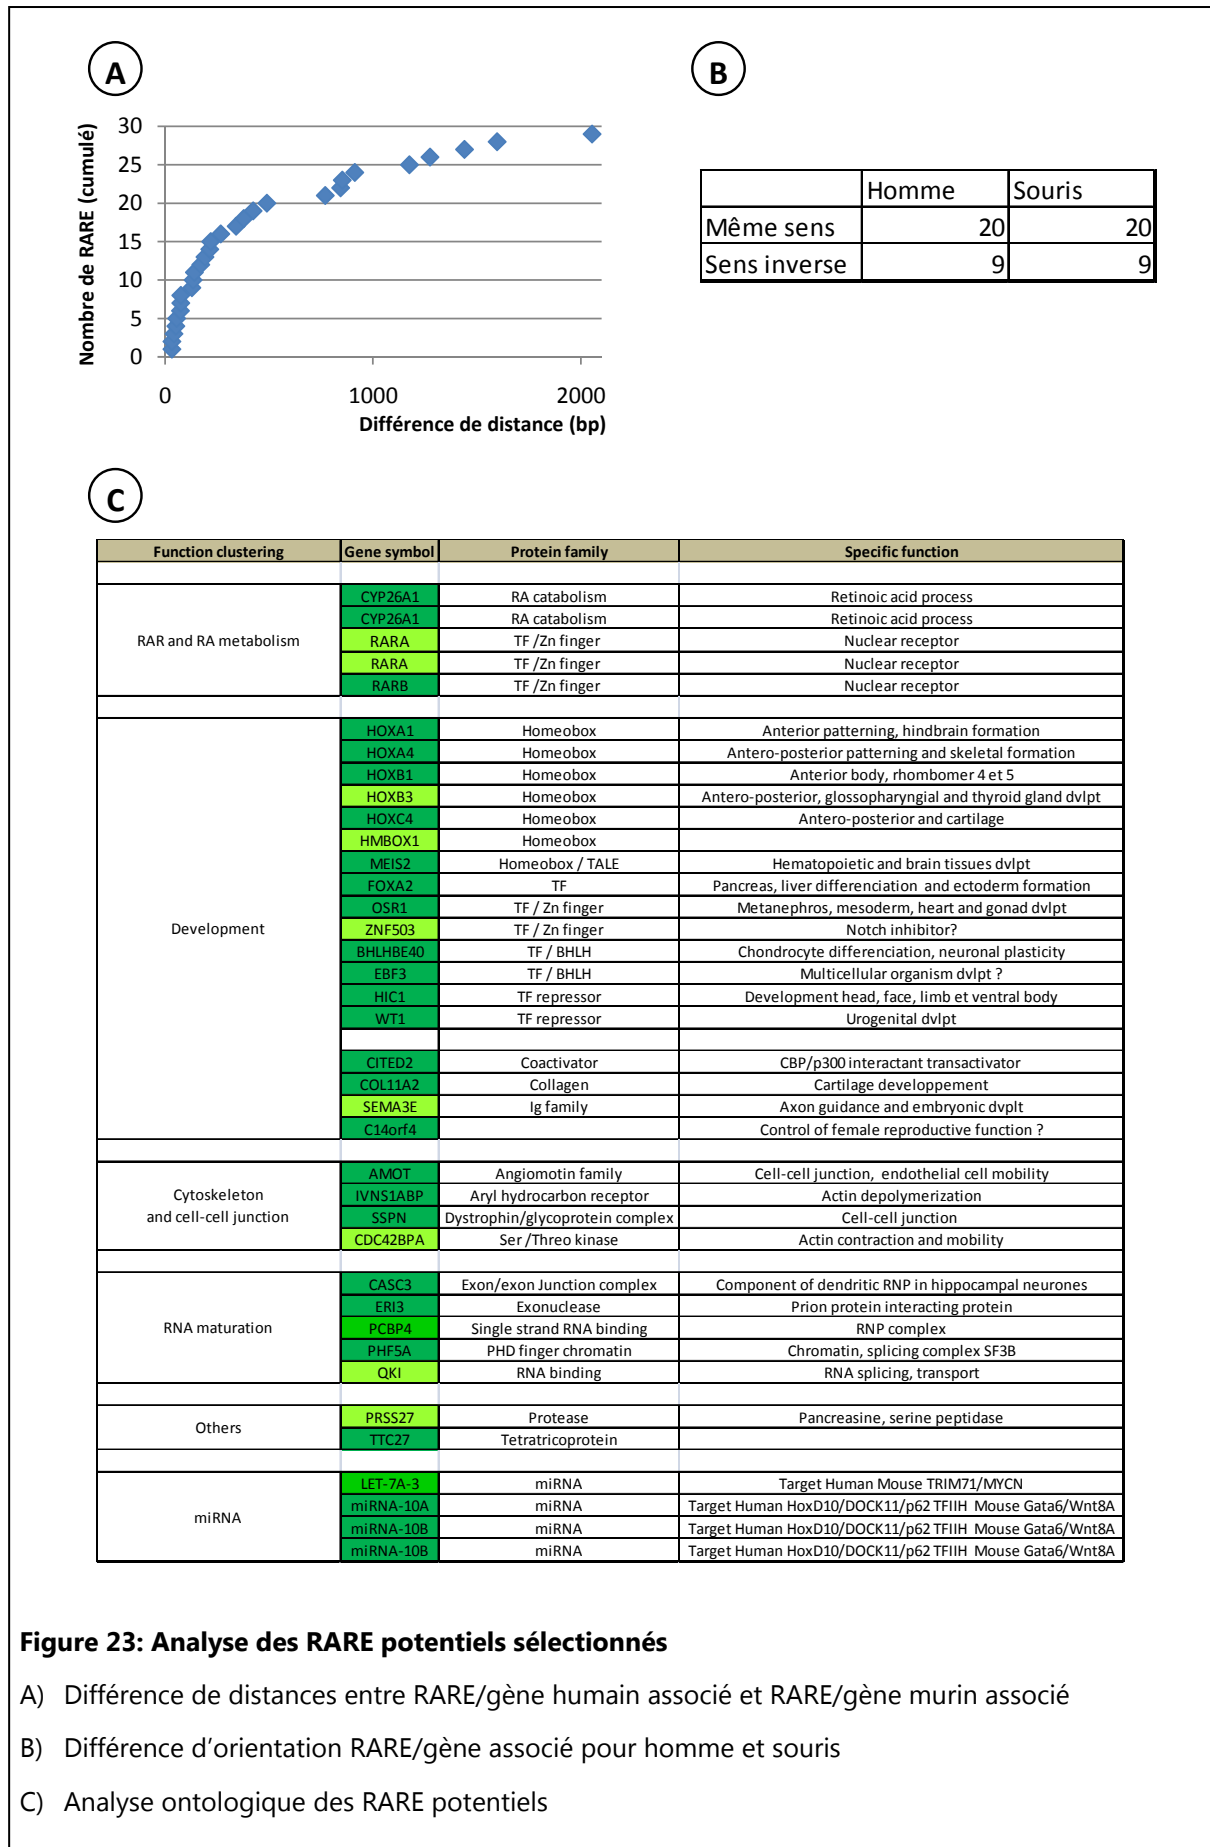 A
B
Nombre de RARE (cumulé)
30
25
20
15
10
5
0
0 1000 2000
Différence de distance (bp)
Homme Souris
Même sens 20 20
Sens inverse 9 9
C
Function clustering Gene symbol Protein family Specific function
RAR and RA metabolism
CYP26A1 RA catabolism Retinoic acid process
CYP26A1 RA catabolism Retinoic acid process
RARA TF /Zn finger Nuclear receptor
RARA TF /Zn finger Nuclear receptor
RARB TF /Zn finger Nuclear receptor
Development
HOXA1 Homeobox Anterior patterning, hindbrain formation
HOXA4 Homeobox Antero-posterior patterning and skeletal formation
HOXB1 Homeobox Anterior body, rhombomer 4 et 5
HOXB3 Homeobox Antero-posterior, glossopharyngial and thyroid gland dvlpt
HOXC4 Homeobox Antero-posterior and cartilage
HMBOX1 Homeobox
MEIS2 Homeobox / TALE Hematopoietic and brain tissues dvlpt
FOXA2 TF Pancreas, liver differenciation and ectoderm formation
OSR1 TF / Zn finger Metanephros, mesoderm, heart and gonad dvlpt
ZNF503 TF / Zn finger Notch inhibitor?
BHLHBE40 TF / BHLH Chondrocyte differenciation, neuronal plasticity
EBF3 TF / BHLH Multicellular organism dvlpt ?
HIC1 TF repressor Development head, face, limb et ventral body
WT1 TF repressor Urogenital dvlpt
CITED2 Coactivator CBP/p300 interactant transactivator
COL11A2 Collagen Cartilage developpement
SEMA3E Ig family Axon guidance and embryonic dvplt
C14orf4 Control of female reproductive function ?
Cytoskeleton
and cell-cell junction
AMOT Angiomotin family Cell-cell junction, endothelial cell mobility
IVNS1ABP Aryl hydrocarbon receptor Actin depolymerization
SSPN Dystrophin/glycoprotein complex Cell-cell junction
CDC42BPA Ser /Threo kinase Actin contraction and mobility
RNA maturation
CASC3 Exon/exon Junction complex Component of dendritic RNP in hippocampal neurones
ERI3 Exonuclease Prion protein interacting protein
PCBP4 Single strand RNA binding RNP complex
PHF5A PHD finger chromatin Chromatin, splicing complex SF3B
QKI RNA binding RNA splicing, transport
Others
PRSS27 Protease Pancreasine, serine peptidase
TTC27 Tetratricoprotein
miRNA
LET-7A-3 miRNA Target Human Mouse TRIM71/MYCN
miRNA-10A miRNA Target Human HoxD10/DOCK11/p62 TFIIH Mouse Gata6/Wnt8A
miRNA-10B miRNA Target Human HoxD10/DOCK11/p62 TFIIH Mouse Gata6/Wnt8A
miRNA-10B miRNA Target Human HoxD10/DOCK11/p62 TFIIH Mouse Gata6/Wnt8A
Figure 23: Analyse des RARE potentiels sélectionnés
A) Différence de distances entre RARE/gène humain associé et RARE/gène murin associé
B) Différence d'orientation RARE/gène associé pour homme et souris
C) Analyse ontologique des RARE potentiels